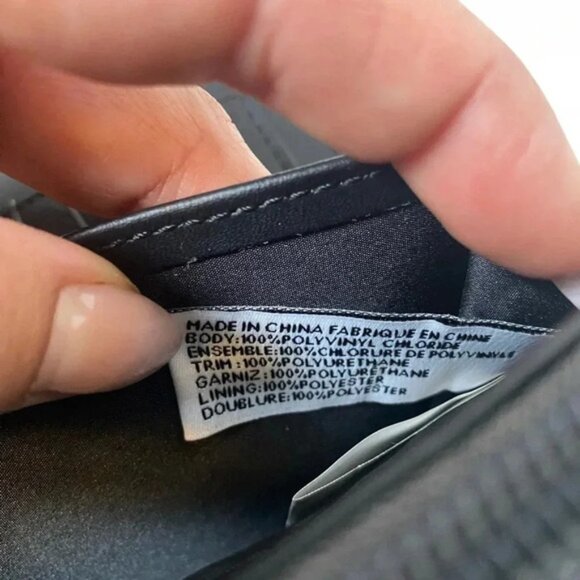 MADE IN CHINA FABRIQUE EN CHINE
BODY:100%POLYVINYL CHLORIDE
ENSEMBLE:100%CHLORURE DE POLYVINYLE
TRIM :100%POLYURETHANE
GARNIZ:100%POLYURÉTHANE
LINING:100%POLYESTER
DOUBLURE:100%POLYESTER